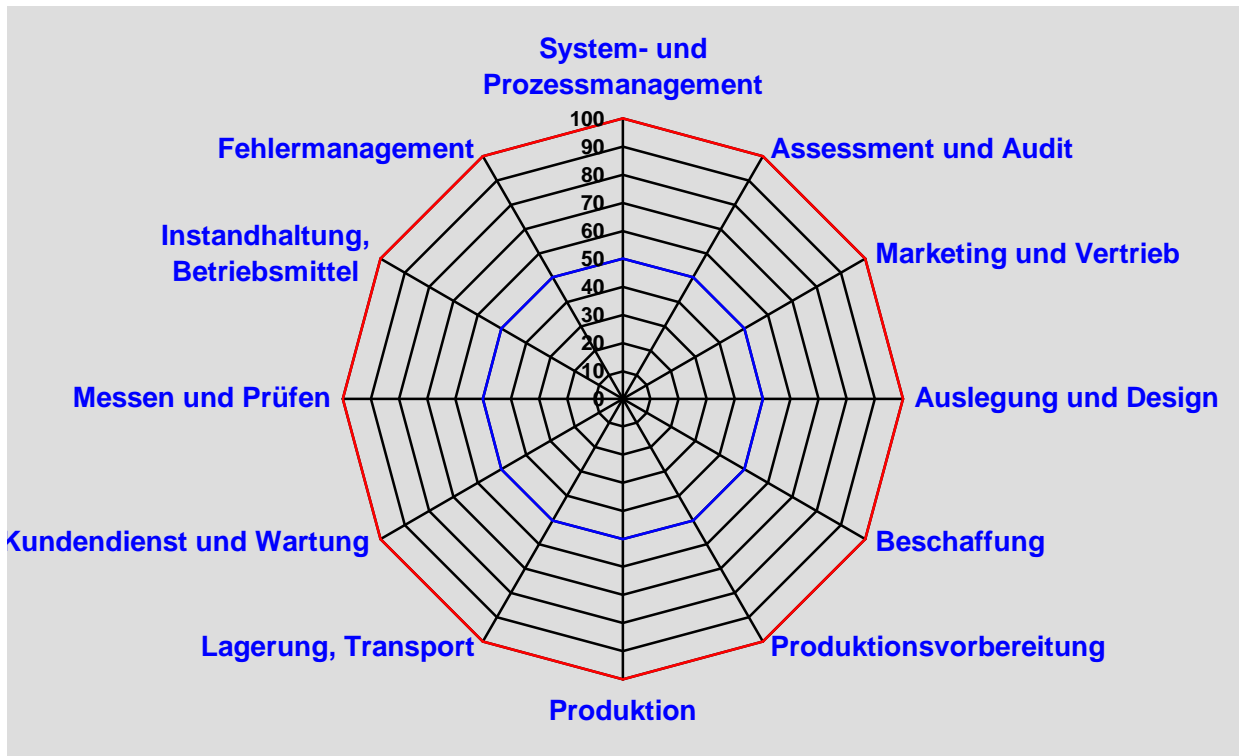 System- und
Prozessmanagement
100
90
80
70
60
50
40
30
20
10
0
Assessment und Audit
Marketing und Vertrieb
Auslegung und Design
Beschaffung
Produktionsvorbereitung
Produktion
Lagerung, Transport
Kundendienst und Wartung
Messen und Prüfen
Instandhaltung,
Betriebsmittel
Fehlermanagement